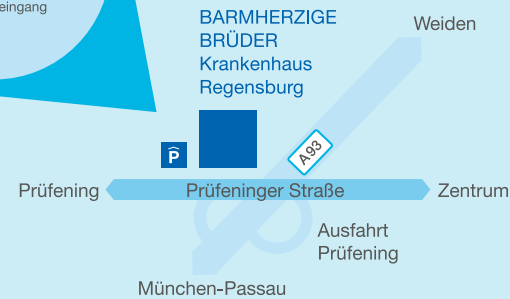 eingang
BARMHERZIGE
BRÜDER
Krankenhaus
Regensburg
Weiden
P
A93
Prüfening
Prüfeninger Straße
Zentrum
Ausfahrt
Prüfening
München-Passau